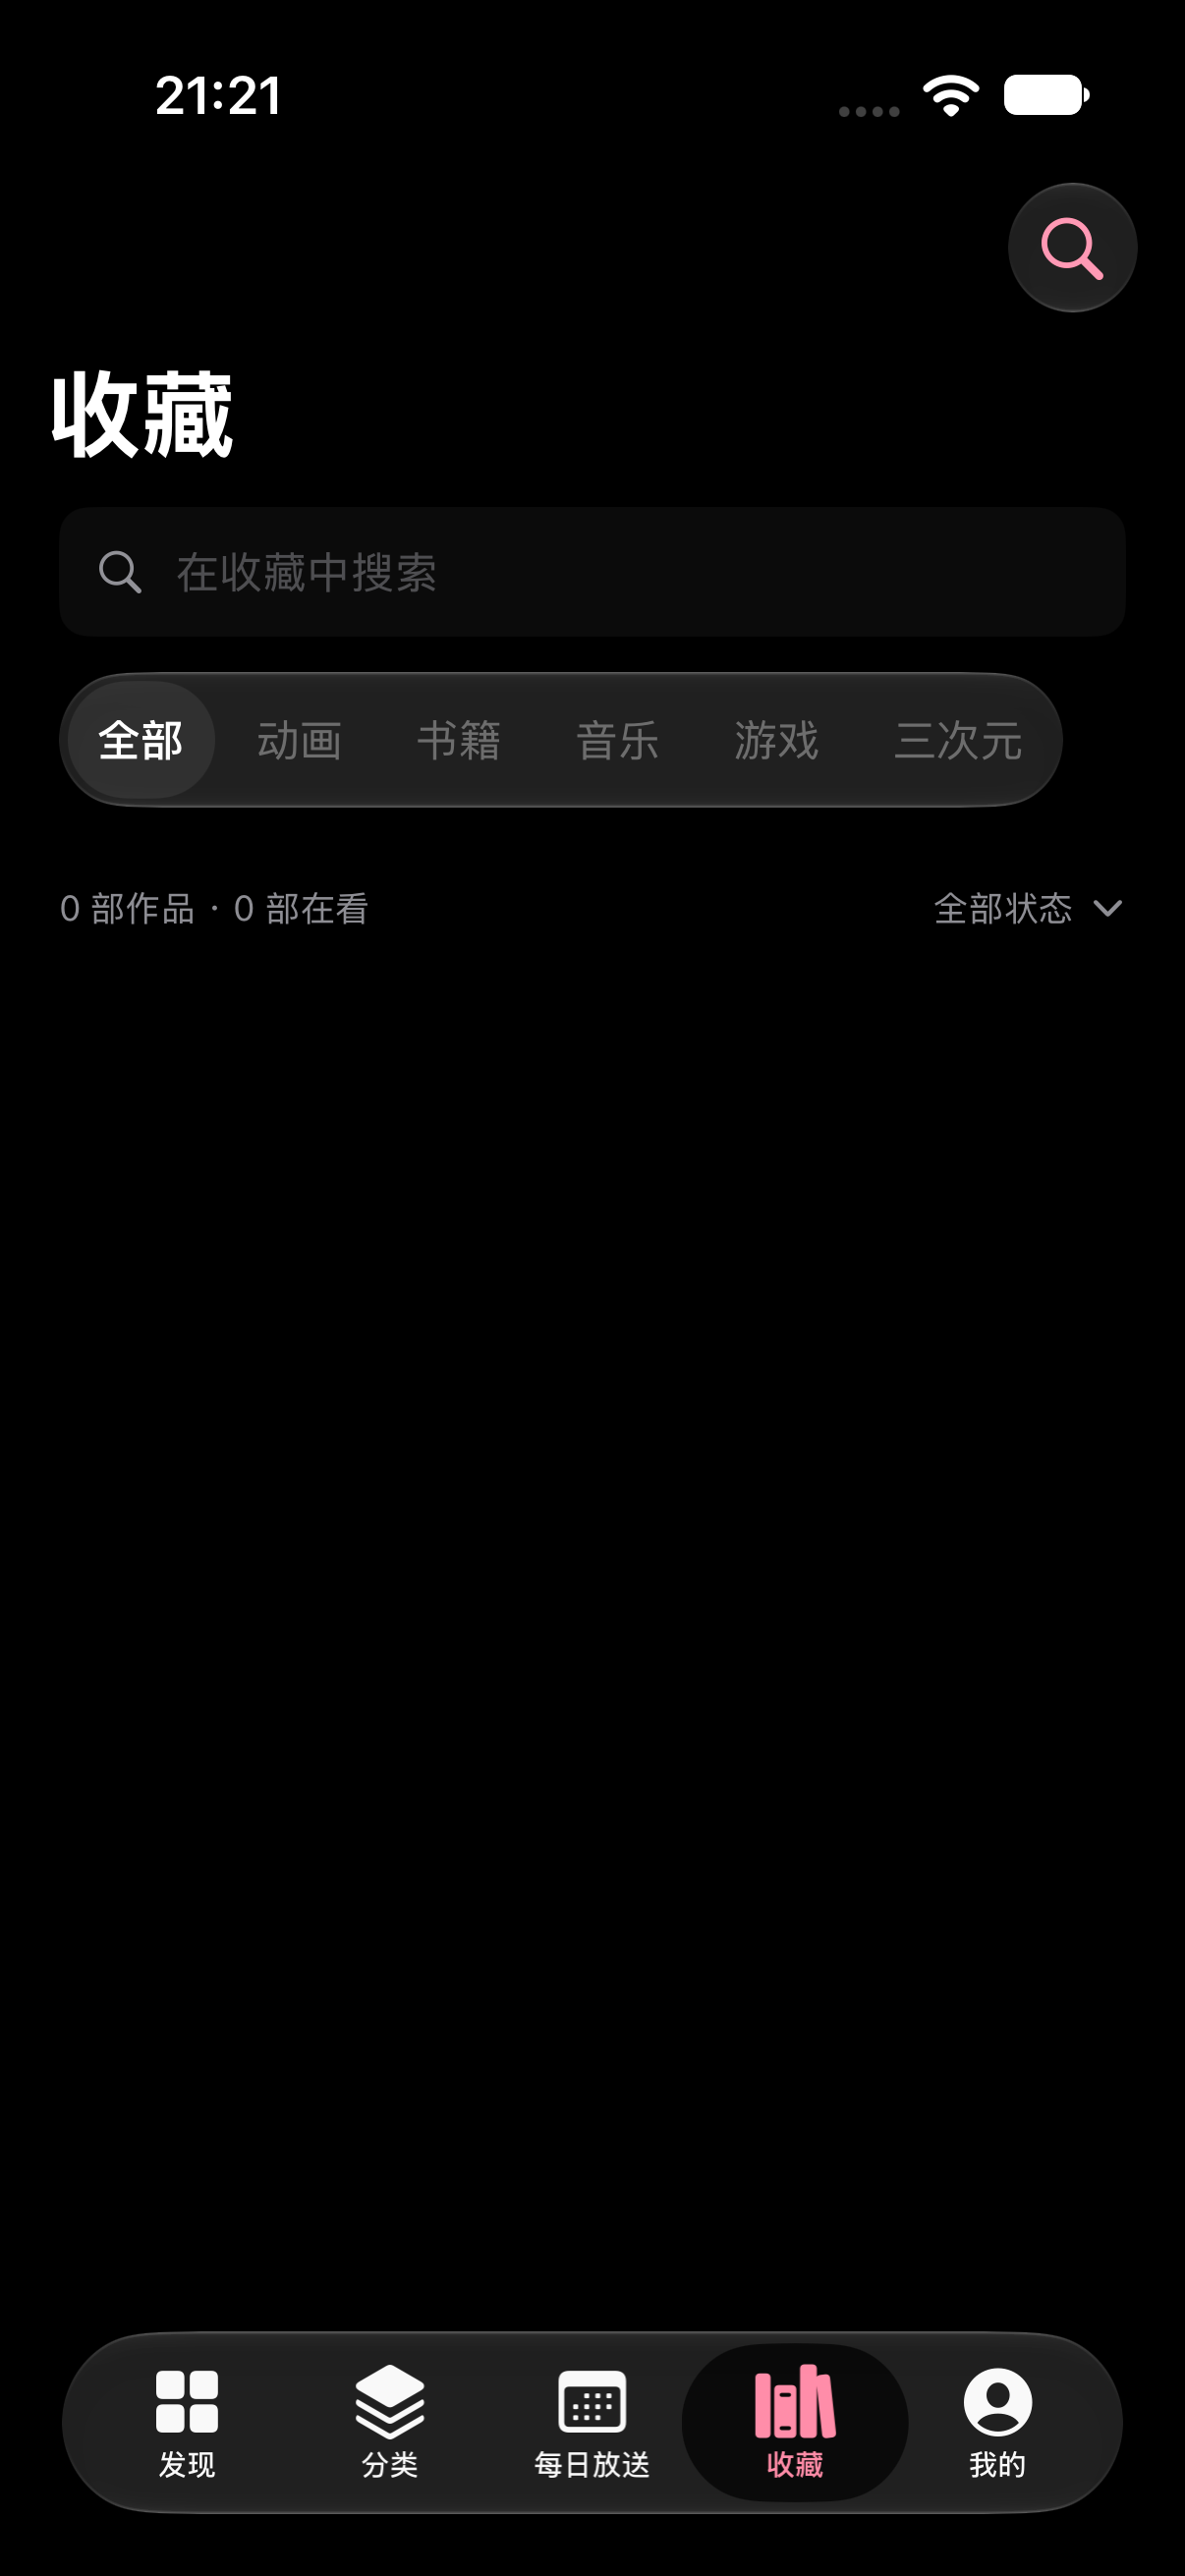 21:21
收藏
在收藏中搜索
全部 动画 书籍 音乐 游戏 三次元
0 部作品 · 0 部在看 全部状态
发现 分类 每日放送 收藏 我的